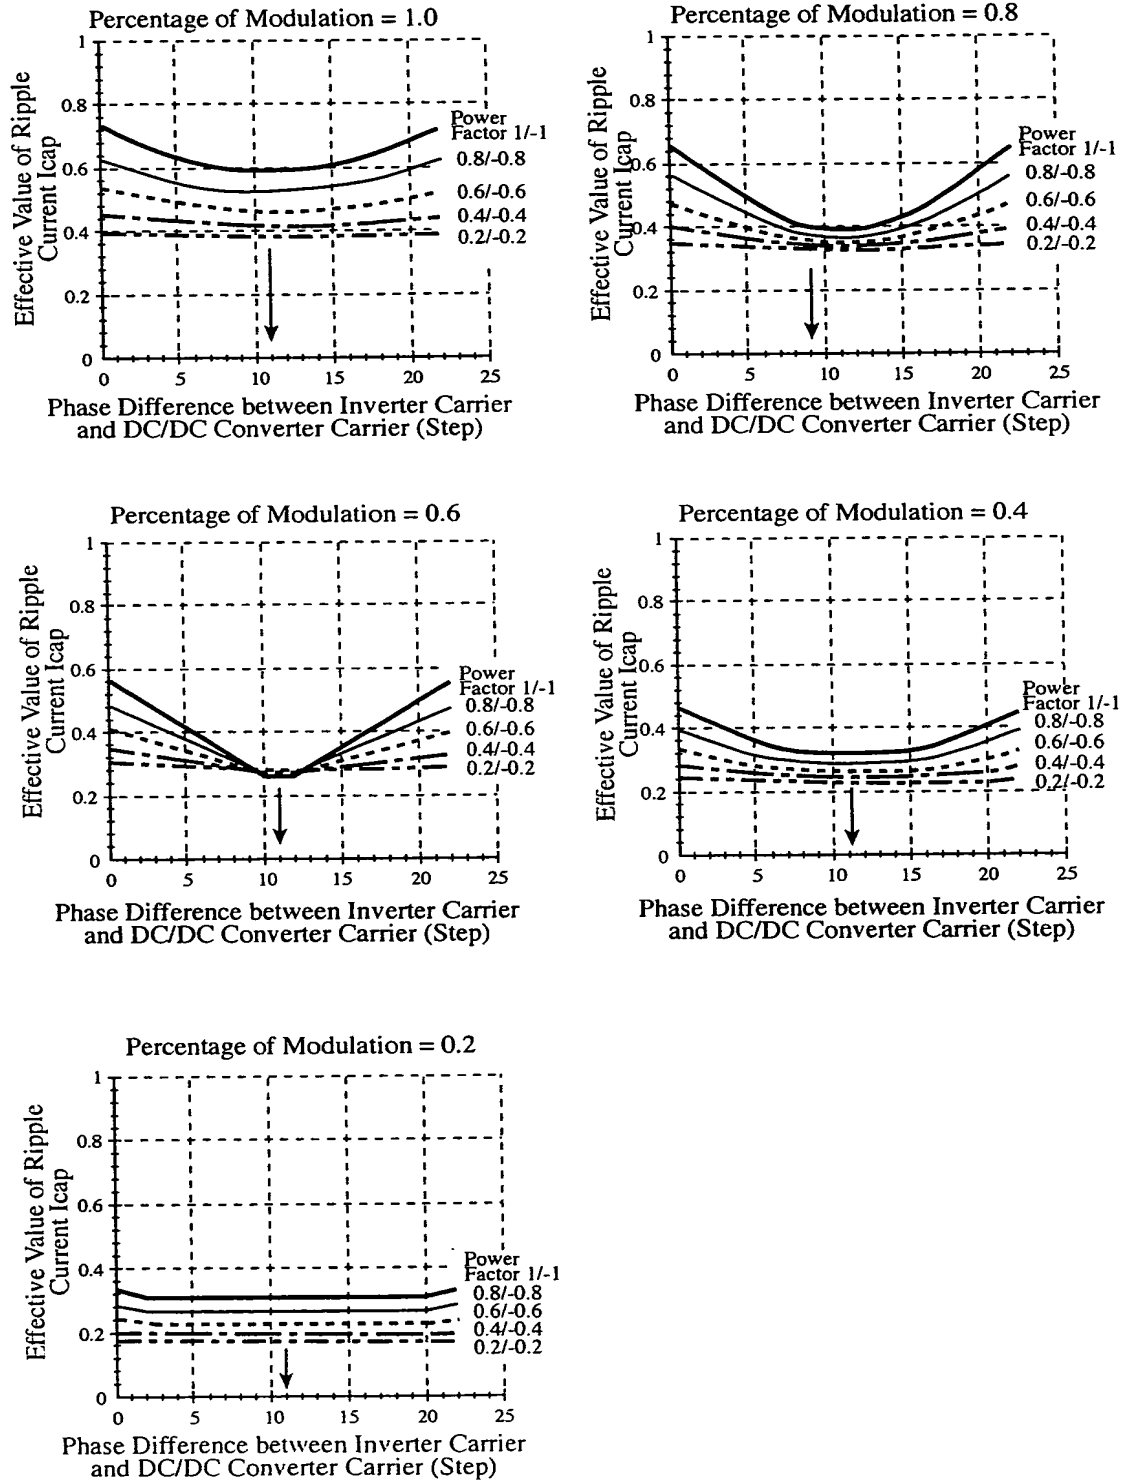 Percentage of Modulation = 1.0
Effective Value of Ripple
Current Icap
1
0.8
0.6
0.4
0.2
0
0
5
10
15
20
25
Power
Factor 1/-1
0.8/-0.8
0.6/-0.6
0.4/-0.4
0.2/-0.2
Phase Difference between Inverter Carrier
and DC/DC Converter Carrier (Step)
Percentage of Modulation = 0.8
Effective Value of Ripple
Current Icap
1
0.8
0.6
0.4
0.2
0
0
5
10
15
20
25
Power
Factor 1/-1
0.8/-0.8
0.6/-0.6
0.4/-0.4
0.2/-0.2
Phase Difference between Inverter Carrier
and DC/DC Converter Carrier (Step)
Percentage of Modulation = 0.6
Effective Value of Ripple
Current Icap
1
0.8
0.6
0.4
0.2
0
0
5
10
15
20
25
Power
Factor 1/-1
0.8/-0.8
0.6/-0.6
0.4/-0.4
0.2/-0.2
Phase Difference between Inverter Carrier
and DC/DC Converter Carrier (Step)
Percentage of Modulation = 0.4
Effective Value of Ripple
Current Icap
1
0.8
0.6
0.4
0.2
0
0
5
10
15
20
25
Power
Factor 1/-1
0.8/-0.8
0.6/-0.6
0.4/-0.4
0.2/-0.2
Phase Difference between Inverter Carrier
and DC/DC Converter Carrier (Step)
Percentage of Modulation = 0.2
Effective Value of Ripple
Current Icap
1
0.8
0.6
0.4
0.2
0
0
5
10
15
20
25
Power
Factor 1/-1
0.8/-0.8
0.6/-0.6
0.4/-0.4
0.2/-0.2
Phase Difference between Inverter Carrier
and DC/DC Converter Carrier (Step)